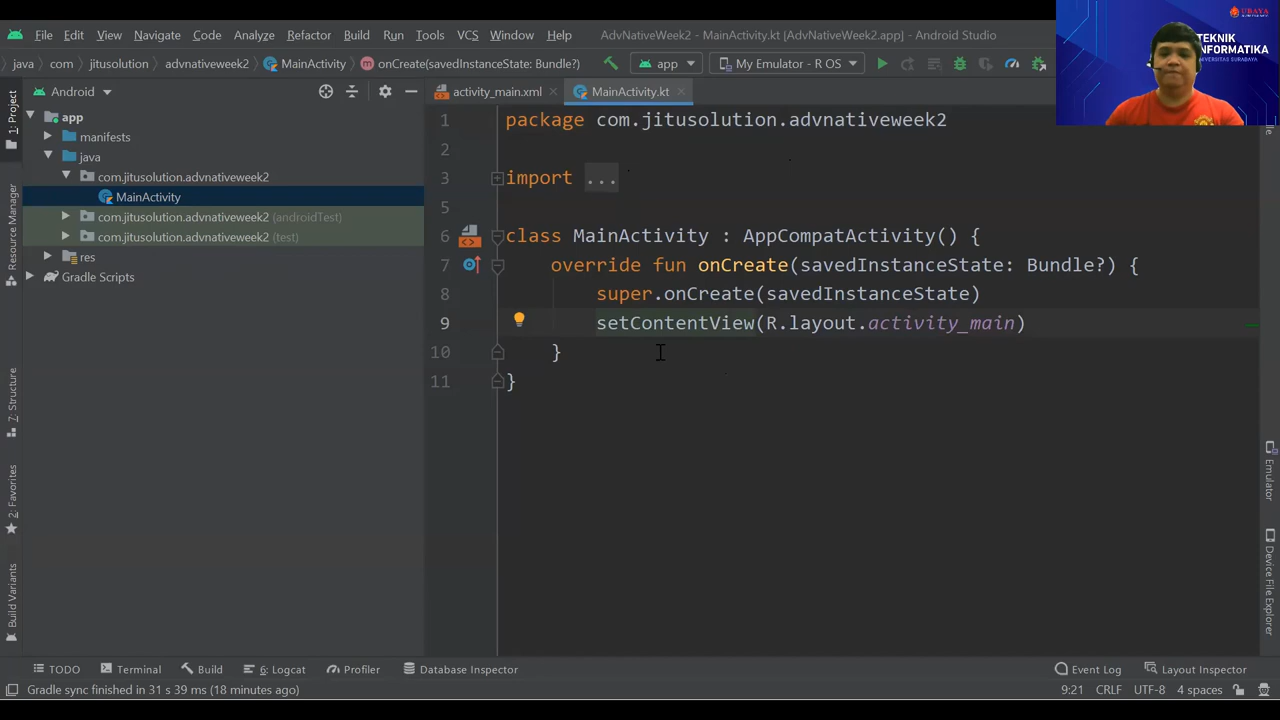 UBAYA
TEKNIK
INFORMATIKA
UNIVERSITAS SURABAYA
File Edit View Navigate Code Analyze Refactor Build Run Tools VCS Window Help AdvNativeWeek2 - MainActivity.kt [AdvNativeWeek2.app] - Android Studio
java com jitusolution advnativeweek2 MainActivity onCreate(savedInstanceState: Bundle?) app My Emulator - R OS
Android
activity_main.xml MainActivity.kt
1: Project
Resource Manager
7: Structure
2: Favorites
Build Variants
app
manifests
java
com.jitusolution.advnativeweek2
MainActivity
com.jitusolution.advnativeweek2 (androidTest)
com.jitusolution.advnativeweek2 (test)
res
Gradle Scripts
1 package com.jitusolution.advnativeweek2
2
3 import ...
5
6 class MainActivity : AppCompatActivity() {
7 override fun onCreate(savedInstanceState: Bundle?) {
8 super.onCreate(savedInstanceState)
9 setContentView(R.layout.activity_main)
10 }
11 }
Emulator
Device File Explorer
TODO Terminal Build 6: Logcat Profiler Database Inspector Event Log Layout Inspector
Gradle sync finished in 31 s 39 ms (18 minutes ago) 9:21 CRLF UTF-8 4 spaces